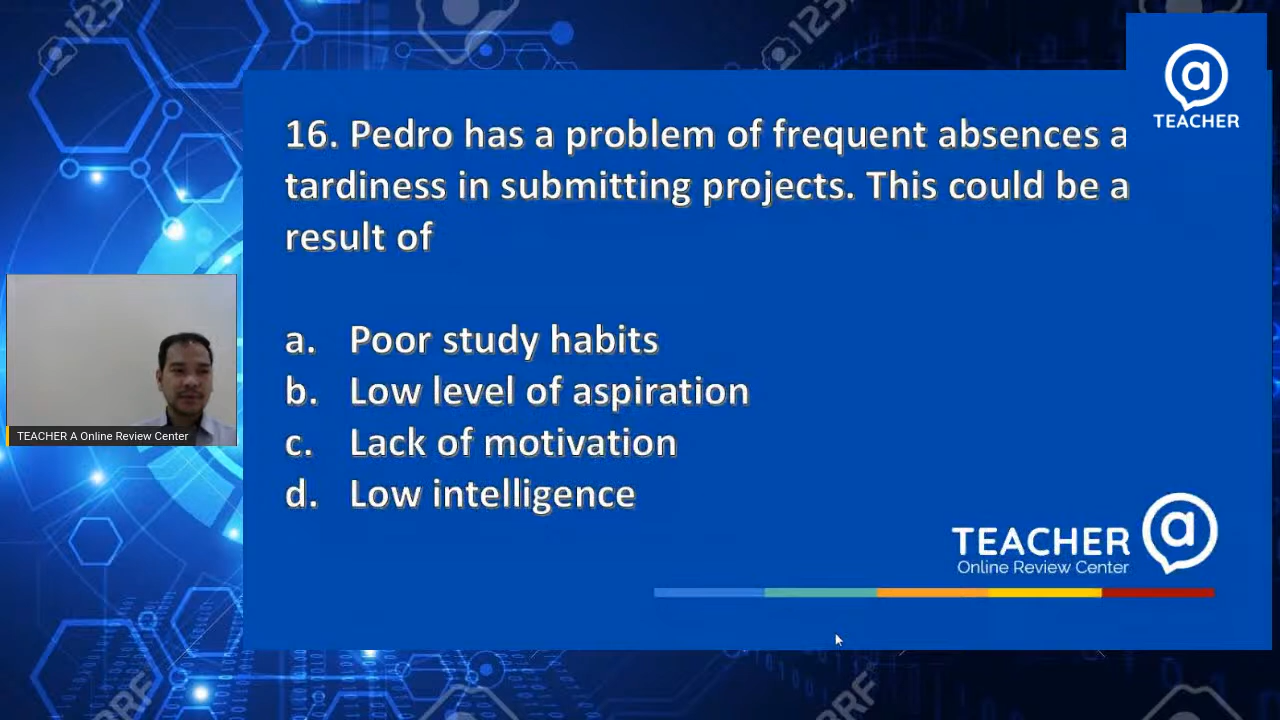 16. Pedro has a problem of frequent absences a
tardiness in submitting projects. This could be a
result of
a. Poor study habits
b. Low level of aspiration
c. Lack of motivation
d. Low intelligence
a
TEACHER
TEACHER A Online Review Center
TEACHER a
Online Review Center
123RF